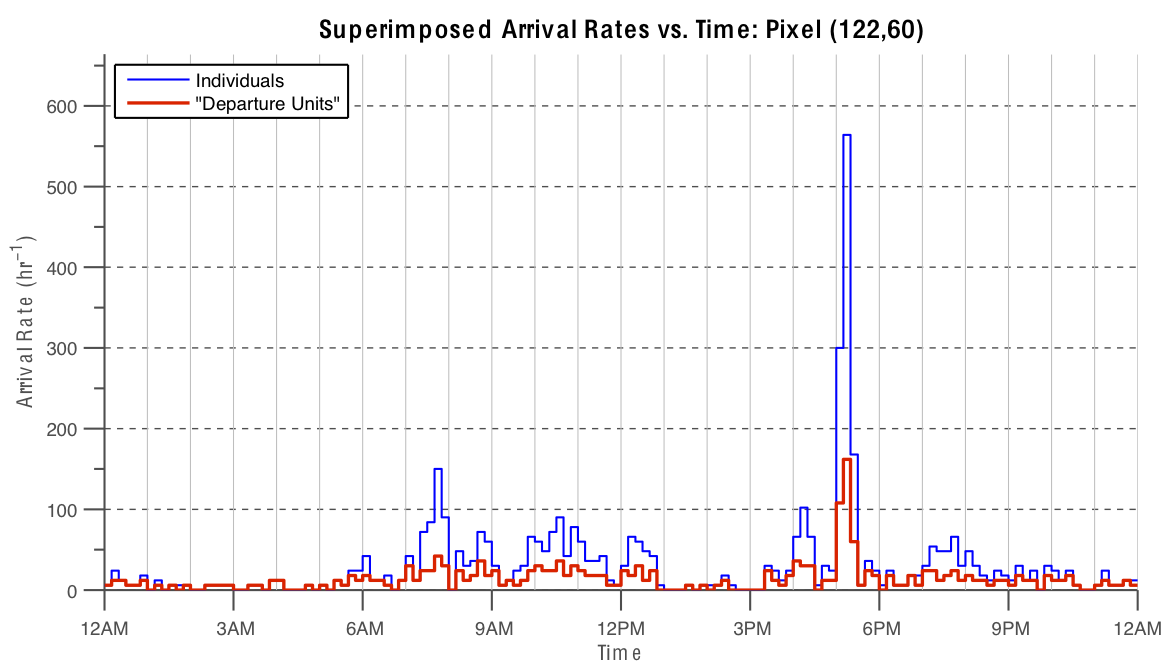 Superimposed Arrival Rates vs. Time: Pixel (122,60)
Individuals
"Departure Units"
600
500
400
300
200
100
0
Arrival Rate (hr⁻¹)
12AM 3AM 6AM 9AM 12PM 3PM 6PM 9PM 12AM
Time